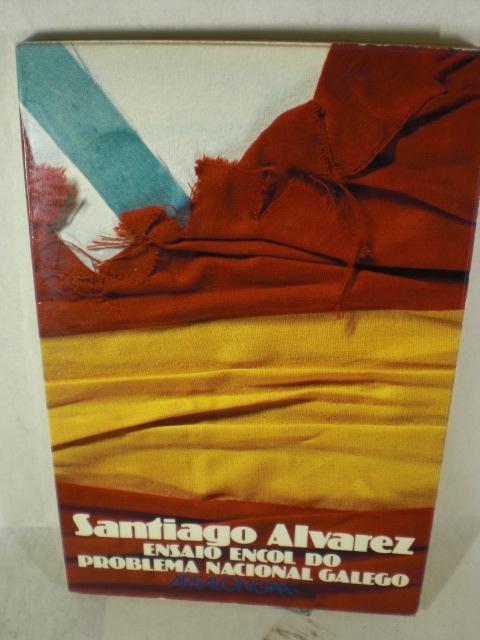 Santiago Alvarez
ENSAIO ENCOL DO
PROBLEMA NACIONAL GALEGO